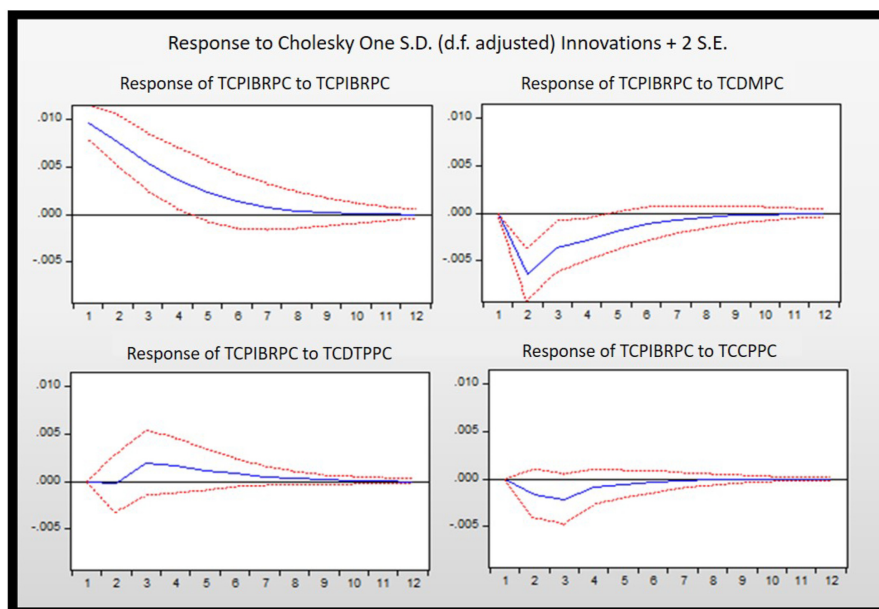 Response to Cholesky One S.D. (d.f. adjusted) Innovations + 2 S.E.
Response of TCPIBRPC to TCPIBRPC
.010
.005
.000
-.005
1 2 3 4 5 6 7 8 9 10 11 12
Response of TCPIBRPC to TCDMPC
.010
.005
.000
-.005
1 2 3 4 5 6 7 8 9 10 11 12
Response of TCPIBRPC to TCDTPPC
.010
.005
.000
-.005
1 2 3 4 5 6 7 8 9 10 11 12
Response of TCPIBRPC to TCCPPC
.010
.005
.000
-.005
1 2 3 4 5 6 7 8 9 10 11 12